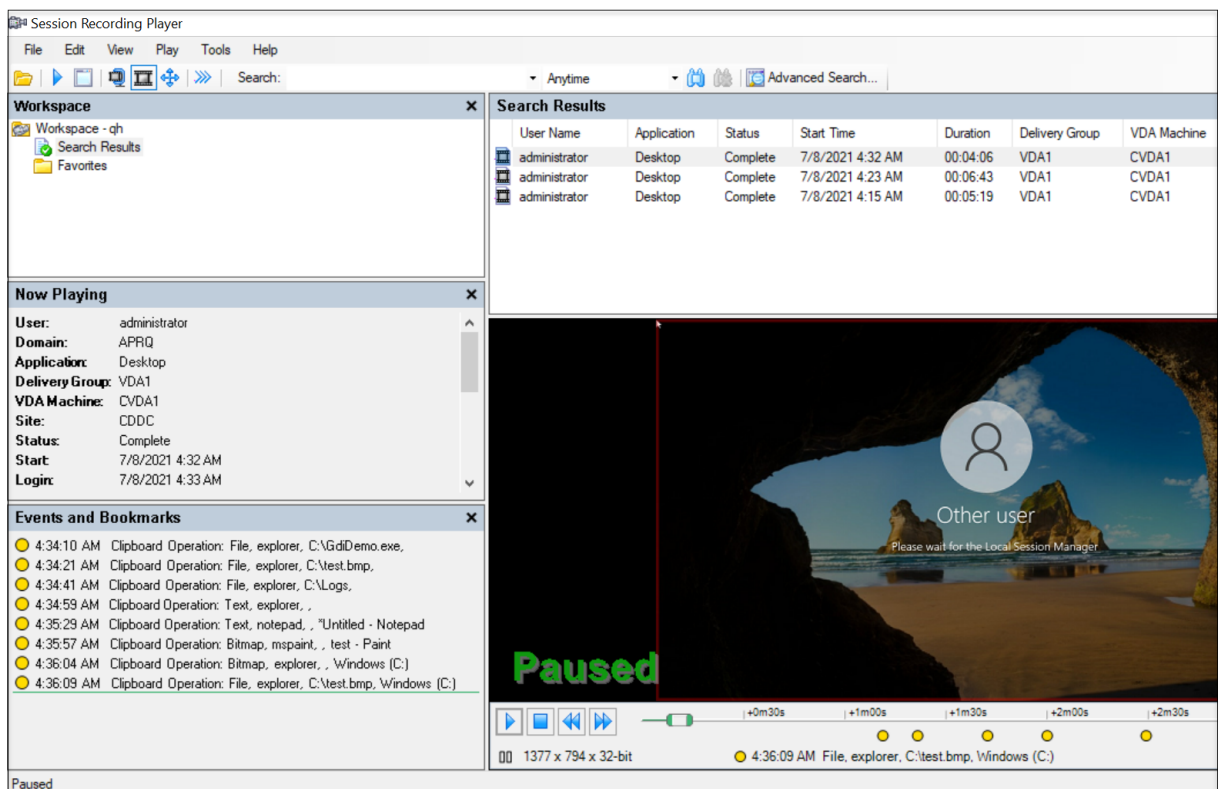 Session Recording Player
File Edit View Play Tools Help
Search: Anytime Advanced Search...
Workspace
Workspace - qh
Search Results
Favorites
Search Results
User Name Application Status Start Time Duration Delivery Group VDA Machine
administrator Desktop Complete 7/8/2021 4:32 AM 00:04:06 VDA1 CVDA1
administrator Desktop Complete 7/8/2021 4:23 AM 00:06:43 VDA1 CVDA1
administrator Desktop Complete 7/8/2021 4:15 AM 00:05:19 VDA1 CVDA1
Now Playing
User: administrator
Domain: APRQ
Application: Desktop
Delivery Group: VDA1
VDA Machine: CVDA1
Site: CDDC
Status: Complete
Start: 7/8/2021 4:32 AM
Login: 7/8/2021 4:33 AM
Events and Bookmarks
4:34:10 AM Clipboard Operation: File, explorer, C:\GdiDemo.exe,
4:34:21 AM Clipboard Operation: File, explorer, C:\test.bmp,
4:34:41 AM Clipboard Operation: File, explorer, C:\Logs,
4:34:59 AM Clipboard Operation: Text, explorer, ,
4:35:29 AM Clipboard Operation: Text, notepad, , *Untitled - Notepad
4:35:57 AM Clipboard Operation: Bitmap, mspaint, , test - Paint
4:36:04 AM Clipboard Operation: Bitmap, explorer, , Windows (C:)
4:36:09 AM Clipboard Operation: File, explorer, C:\test.bmp, Windows (C:)
Other user
Please wait for the Local Session Manager
Paused
+0m30s +1m00s +1m30s +2m00s +2m30s
1377 x 794 x 32-bit 4:36:09 AM File, explorer, C:\test.bmp, Windows (C:)
Paused